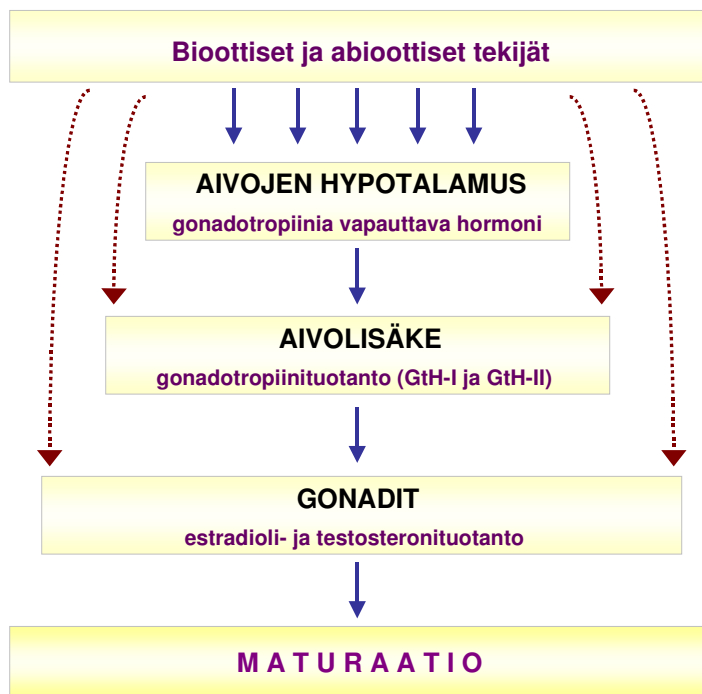 Bioottiset ja abioottiset tekijät
AIVOJEN HYPOTALAMUS
gonadotropiinia vapauttava hormoni
AIVOLISÄKE
gonadotropiinituotanto (GtH-I ja GtH-II)
GONADIT
estradioli- ja testosteronituotanto
M A T U R A A T I O